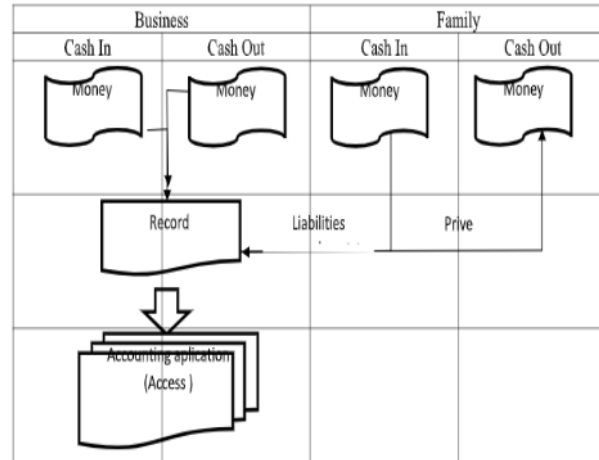 Business Family
Cash In Cash Out Cash In Cash Out
Money Money Money Money
Record Liabilities Prive
Accounting aplication
(Access )